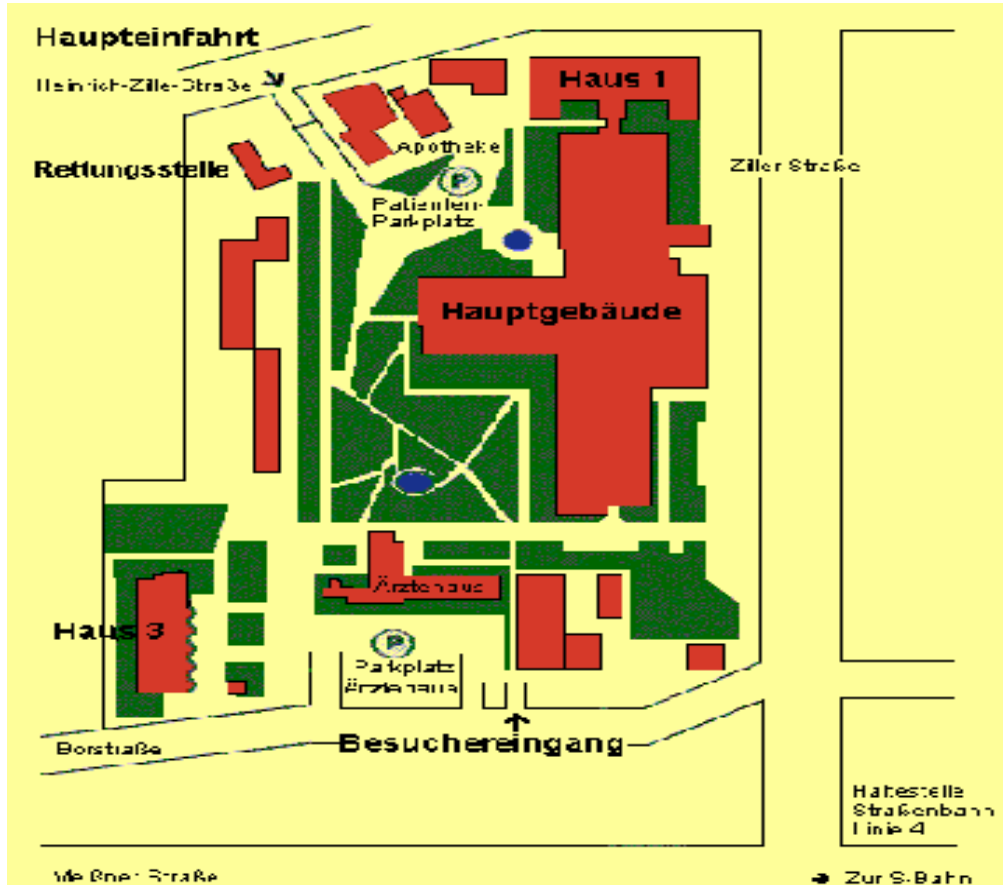 Haupteinfahrt
Heinrich-Zille-Straße
Haus 1
Apotheke
Rettungsstelle
Ziller Straße
P
Patienten-
Parkplatz
Hauptgebäude
Ärztehaus
Haus 3
P
Parkplatz
Ärztehaus
Besuchereingang
Borstraße
Haltestelle
Straßenbahn
Linie 4
Meißner Straße
Zur S-Bahn